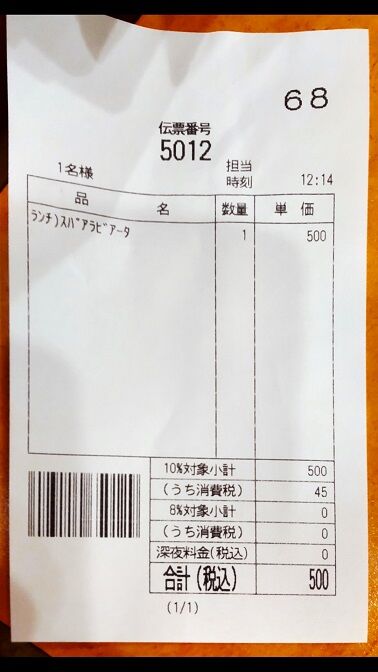 68
伝票番号
5012
1名様 担当
時刻 12:14
品 名 数量 単価
ランチ)スパアラビアータ 1 500
10%対象小計 500
(うち消費税) 45
8%対象小計 0
(うち消費税) 0
深夜料金(税込) 0
合計(税込) 500
(1/1)